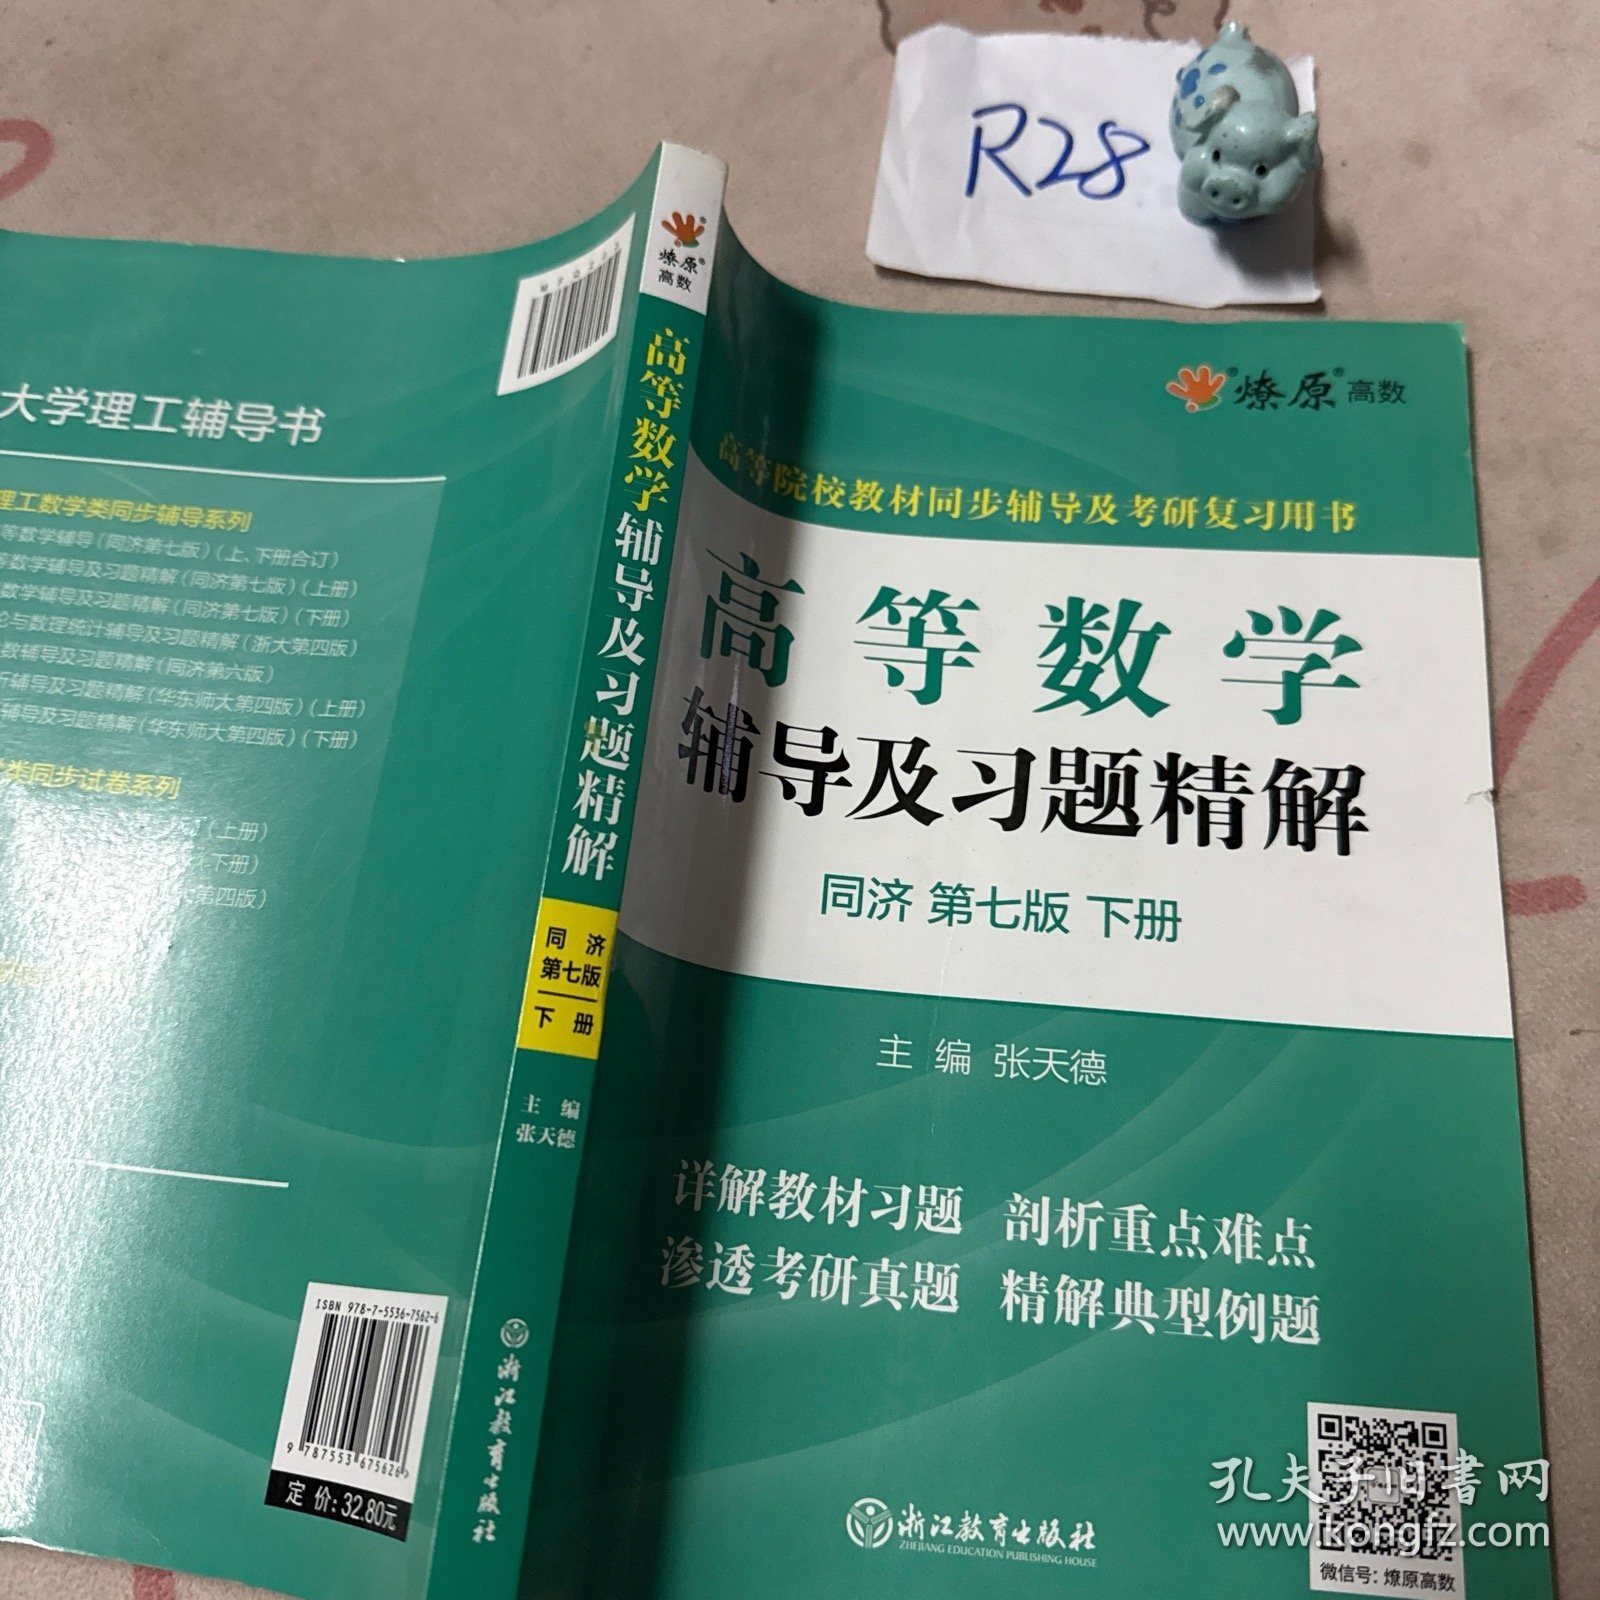 R28
燎原®高数
高等院校教材同步辅导及考研复习用书
高等数学
辅导及习题精解
同济 第七版 下册
主 编 张天德
详解教材习题 剖析重点难点
渗透考研真题 精解典型例题
浙江教育出版社
ZHEJIANG EDUCATION PUBLISHING HOUSE
微信号：燎原高数
燎原®
高数
高等数学辅导及习题精解
同 济
第七版
下 册
主 编
张天德
浙江教育出版社
大学理工辅导书
理工数学类同步辅导系列
等数学辅导（同济第七版）（上、下册合订）
等数学辅导及习题精解（同济第七版）（上册）
数学辅导及习题精解（同济第七版）（下册）
论与数理统计辅导及习题精解（浙大第四版）
数辅导及习题精解（同济第六版）
析辅导及习题精解（华东师大第四版）（上册）
辅导及习题精解（华东师大第四版）（下册）
类同步试卷系列
（上册）
（下册）
大第四版）
ISBN 978-7-5536-7562-6
9 787553 675626 >
定 价：32.80元
孔夫子旧书网
www.kongfz.com